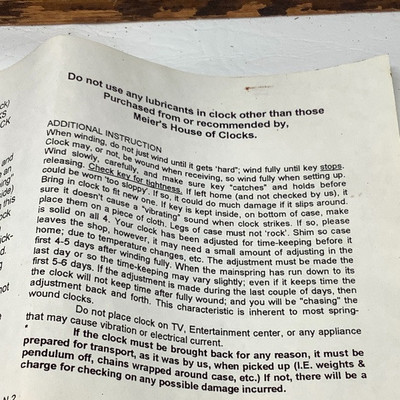 Do not use any lubricants in clock other than those
Purchased from or recommended by,
Meier's House of Clocks.
ADDITIONAL INSTRUCTION
When winding, do not just wind until it gets 'hard"; wind fully until key stops.
Clock may, or not, be wound when receiving, so wind fully when setting up.
Wind slowly, carefully, and make sure key "catches" and holds before
releasing. Check key for tightness. If left home (and not checked by us), it
could be worn 'too sloppy'. If so, it could do much damage if it slips around.
Bring in clock to fit new one. If key is kept inside, on bottom of case, make
sure it doesn't cause a "vibrating" sound when clock strikes. If so, please
place them on a piece of cloth. Legs of case must not 'rock'. Shim so case
is solid on all 4. Your clock has been adjusted for time-keeping before it
leaves the shop, however, it may need a small amount of adjusting in the
home; due to temperature changes, etc. The adjustment must be made the
first 4-5 days after winding fully. When the mainspring has run down to its
last day or so the time-keeping may vary slightly; even if it keeps time the
first 5-6 days. If the adjustment is made during the last couple of days, then
the clock will not keep time after fully wound; and you will be "chasing" the
adjustment back and forth. This characteristic is inherent to most spring-
wound clocks.
Do not place clock on TV, Entertainment center, or any appliance
that may cause vibration or electrical current.
If the clock must be brought back for any reason, it must be
prepared for transport, as it was by us, when picked up (I.E. weights &
pendulum off, chains wrapped around case, etc.) If not, there will be a
charge for checking on any possible damage incurred.